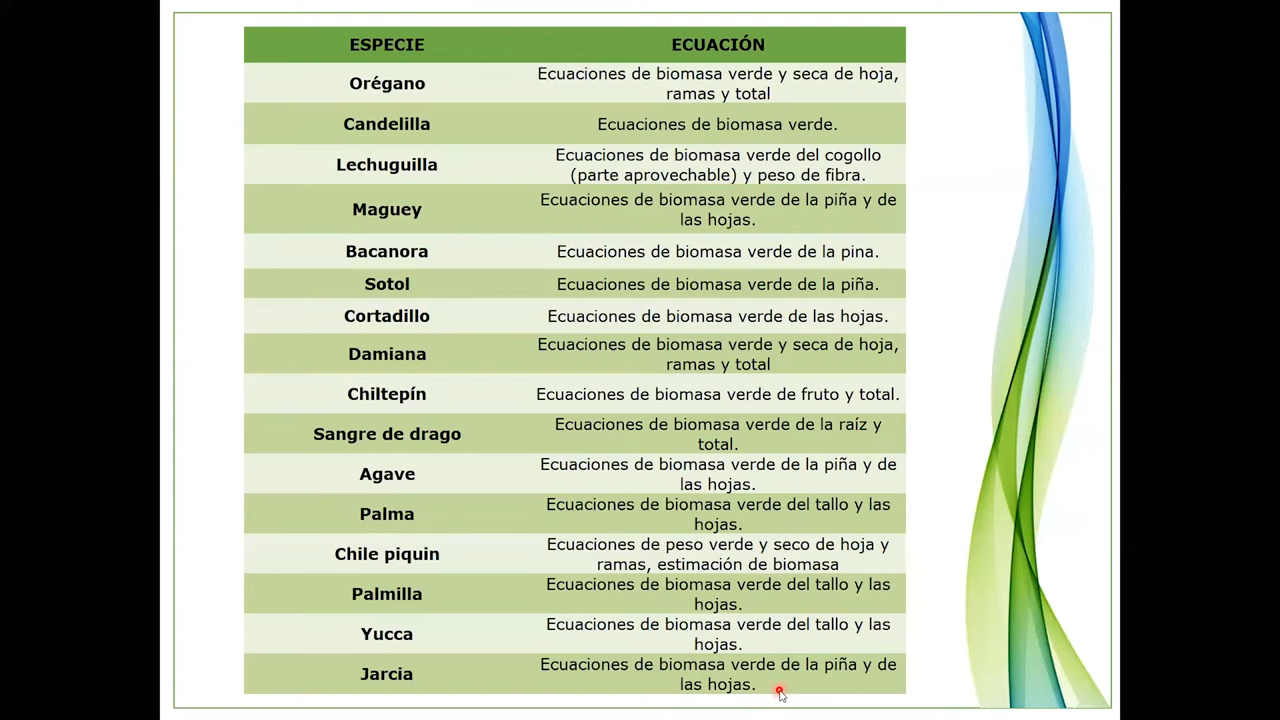 ESPECIE ECUACIÓN
Orégano Ecuaciones de biomasa verde y seca de hoja,
ramas y total
Candelilla Ecuaciones de biomasa verde.
Lechuguilla Ecuaciones de biomasa verde del cogollo
(parte aprovechable) y peso de fibra.
Maguey Ecuaciones de biomasa verde de la piña y de
las hojas.
Bacanora Ecuaciones de biomasa verde de la pina.
Sotol Ecuaciones de biomasa verde de la piña.
Cortadillo Ecuaciones de biomasa verde de las hojas.
Damiana Ecuaciones de biomasa verde y seca de hoja,
ramas y total
Chiltepín Ecuaciones de biomasa verde de fruto y total.
Sangre de drago Ecuaciones de biomasa verde de la raíz y
total.
Agave Ecuaciones de biomasa verde de la piña y de
las hojas.
Palma Ecuaciones de biomasa verde del tallo y las
hojas.
Chile piquin Ecuaciones de peso verde y seco de hoja y
ramas, estimación de biomasa
Palmilla Ecuaciones de biomasa verde del tallo y las
hojas.
Yucca Ecuaciones de biomasa verde del tallo y las
hojas.
Jarcia Ecuaciones de biomasa verde de la piña y de
las hojas.